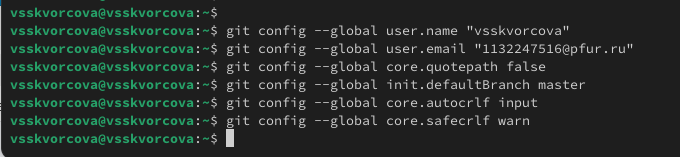 vsskvorcova@vsskvorcova:~$
vsskvorcova@vsskvorcova:~$ git config --global user.name "vsskvorcova"
vsskvorcova@vsskvorcova:~$ git config --global user.email "1132247516@pfur.ru"
vsskvorcova@vsskvorcova:~$ git config --global core.quotepath false
vsskvorcova@vsskvorcova:~$ git config --global init.defaultBranch master
vsskvorcova@vsskvorcova:~$ git config --global core.autocrlf input
vsskvorcova@vsskvorcova:~$ git config --global core.safecrlf warn
vsskvorcova@vsskvorcova:~$